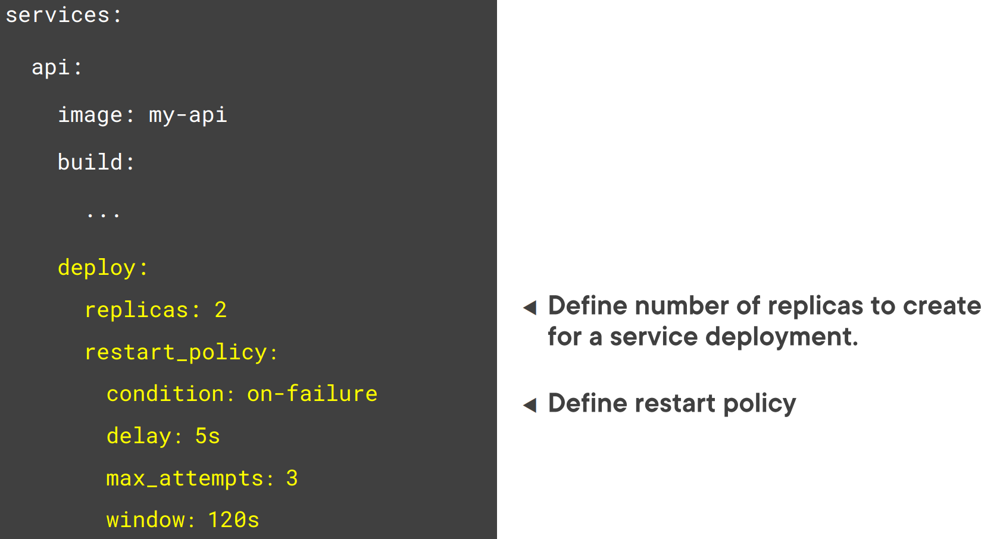 services:
api:
image: my-api
build:
...
deploy:
replicas: 2
restart_policy:
condition: on-failure
delay: 5s
max_attempts: 3
window: 120s
Define number of replicas to create
for a service deployment.
Define restart policy